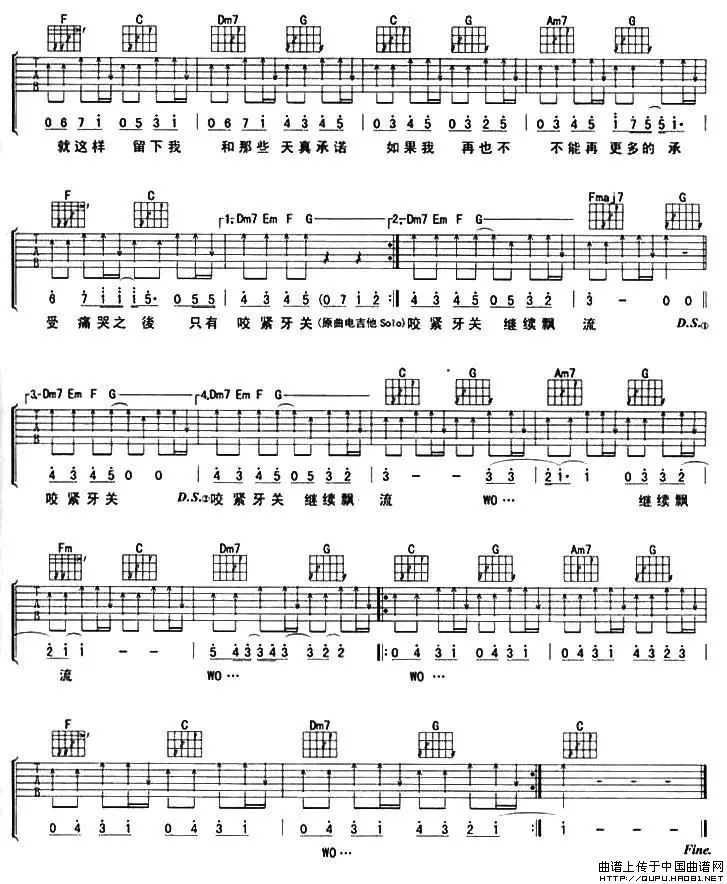 F C Dm7 G C G Am7 G
T A B
0 6 7 i 0 5 3 i 0 6 7 i 4 3 4 5 0 3 4 5 0 3 2 5 0 3 4 5 i 7 5 5 i·
就这样 留下我 和那些 天真承诺 如果我 再也不 不能再 更多的 承
F C 1. Dm7 Em F G 2. Dm7 Em F G Fmaj7 G
T A B
6 7 i i i 5· 0 5 5 4 3 4 5 (0 7 i 2 :|| 4 3 4 5 0 5 3 2 3 – 0 0
受 痛哭之後 只有 咬紧牙关 (原曲电吉他 Solo) 咬紧牙关 继续飘 流 D.S.①
3. Dm7 Em F G 4. Dm7 Em F G C G Am7 G
T A B
4 3 4 5 0 0 4 3 4 5 0 5 3 2 3 – – 3 3 2 i· i 0 3 3 2
咬紧牙关 D.S.② 咬紧牙关 继续飘 流 WO… 继续飘
Fm C Dm7 G C G Am7 G
T A B
2 i i – – 5 4 3 3 4 3 3 2 2 ||: 0 4 3 i 0 4 3 i 0 4 3 i 4 3 2 3
流 WO… WO…
F C Dm7 G C
T A B
0 4 3 i 0 4 3 i 0 4 3 i 4 3 2 i :|| i – – –
WO… Fine.
曲谱上传于中国曲谱网
HTTP://QUPU.HAO81.NET